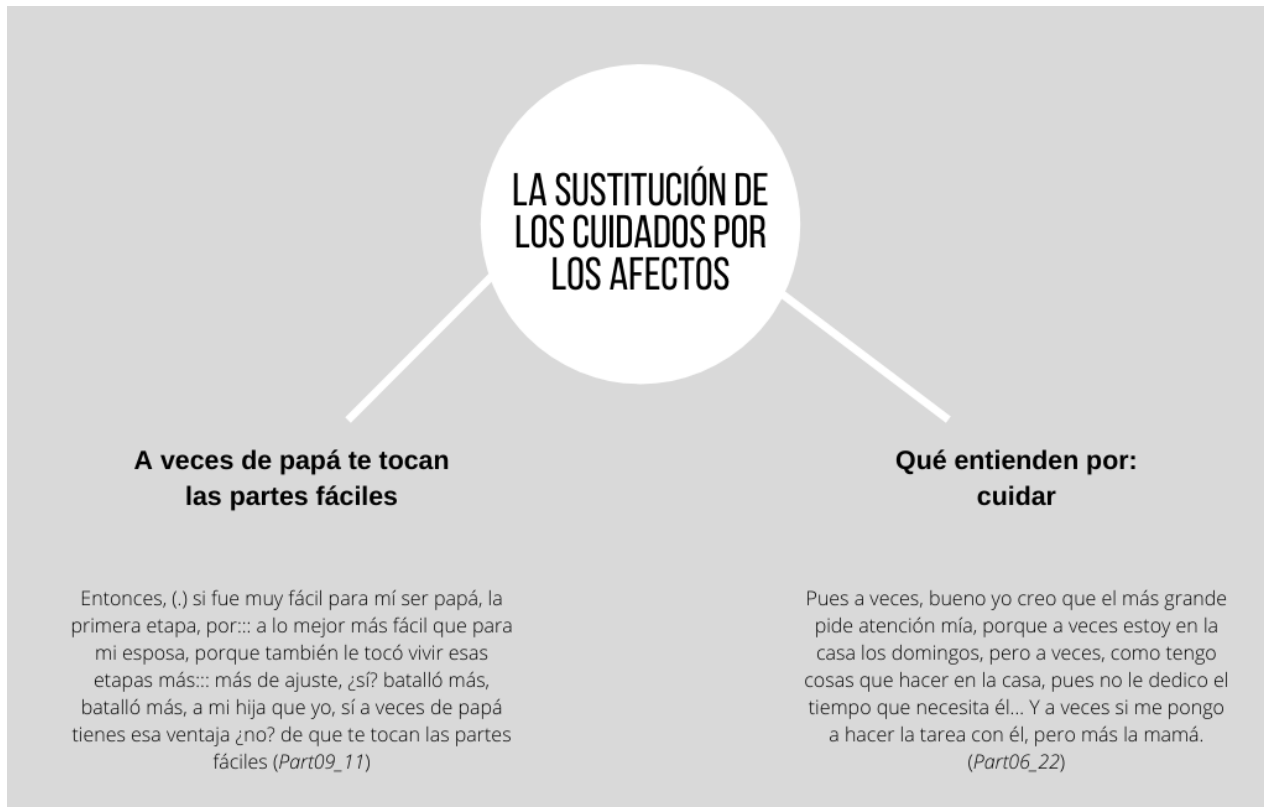 LA SUSTITUCIÓN DE
LOS CUIDADOS POR
LOS AFECTOS
A veces de papá te tocan
las partes fáciles
Entonces, (.) si fue muy fácil para mí ser papá, la
primera etapa, por::: a lo mejor más fácil que para
mi esposa, porque también le tocó vivir esas
etapas más::: más de ajuste, ¿sí? batalló más,
batalló más, a mi hija que yo, sí a veces de papá
tienes esa ventaja ¿no? de que te tocan las partes
fáciles (Part09_11)
Qué entienden por:
cuidar
Pues a veces, bueno yo creo que el más grande
pide atención mía, porque a veces estoy en la
casa los domingos, pero a veces, como tengo
cosas que hacer en la casa, pues no le dedico el
tiempo que necesita él... Y a veces si me pongo
a hacer la tarea con él, pero más la mamá.
(Part06_22)